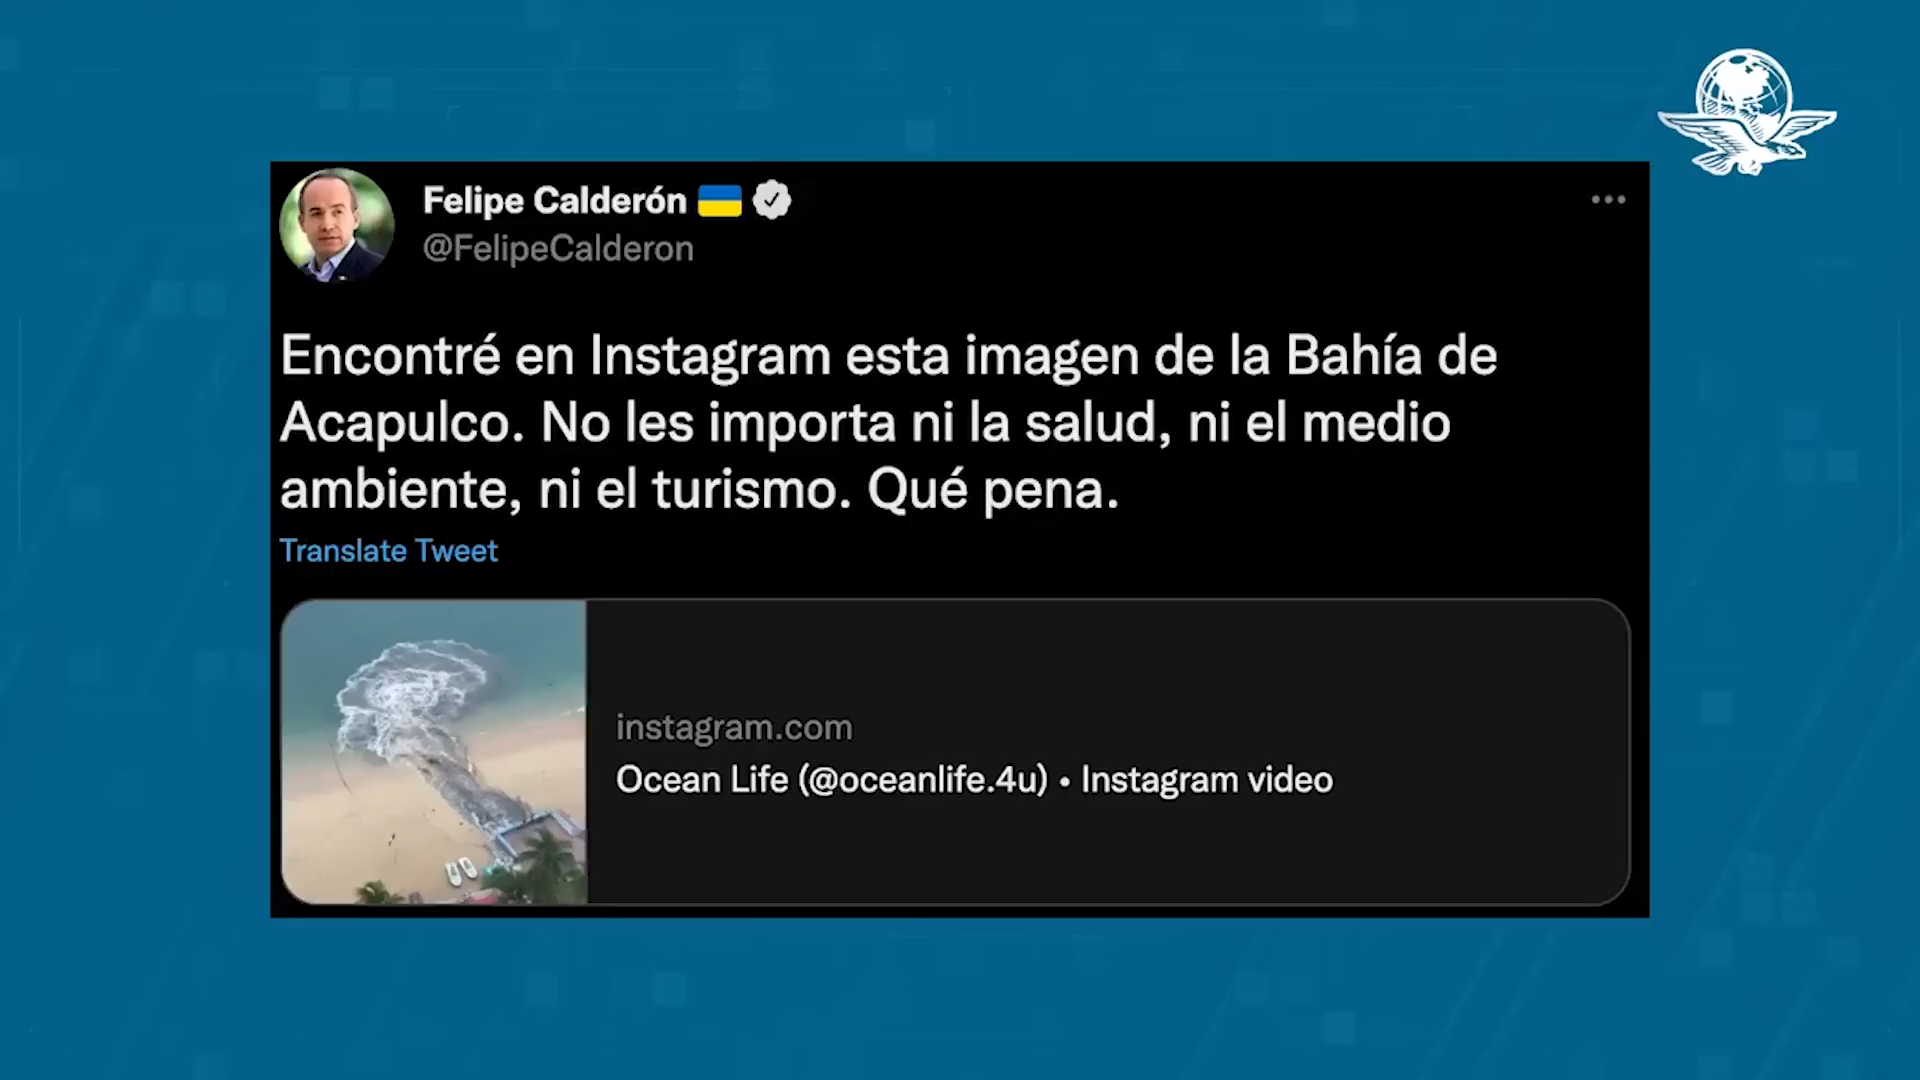 Felipe Calderón
@FelipeCalderon
Encontré en Instagram esta imagen de la Bahía de
Acapulco. No les importa ni la salud, ni el medio
ambiente, ni el turismo. Qué pena.
Translate Tweet
instagram.com
Ocean Life (@oceanlife.4u) • Instagram video